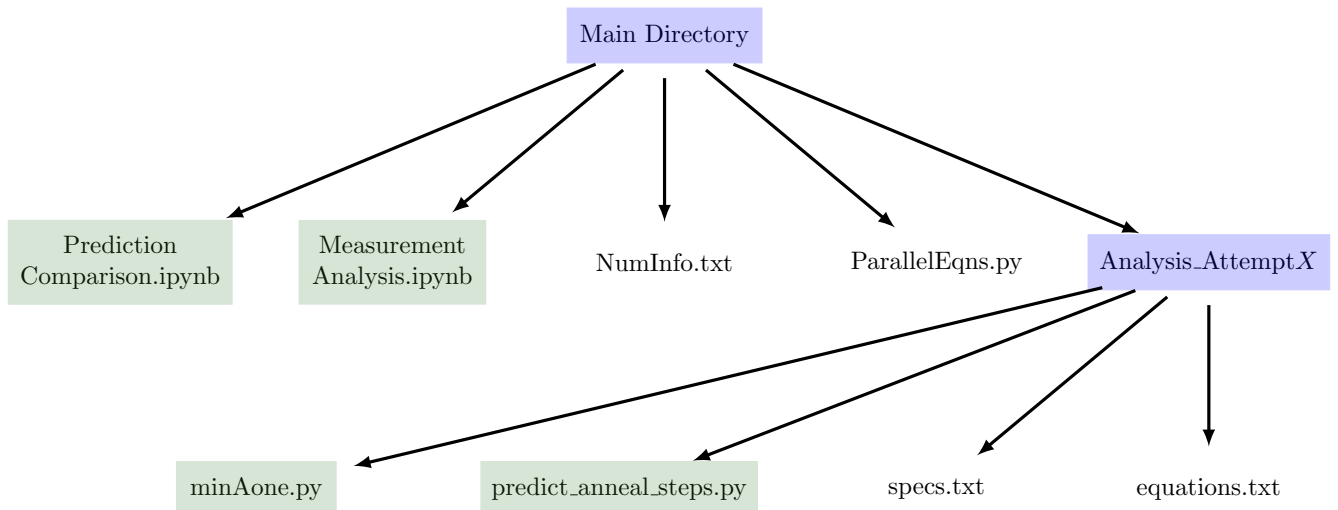 Main Directory
Prediction
Comparison.ipynb
Measurement
Analysis.ipynb
NumInfo.txt
ParallelEqns.py
Analysis_AttemptX
minAone.py
predict_anneal_steps.py
specs.txt
equations.txt